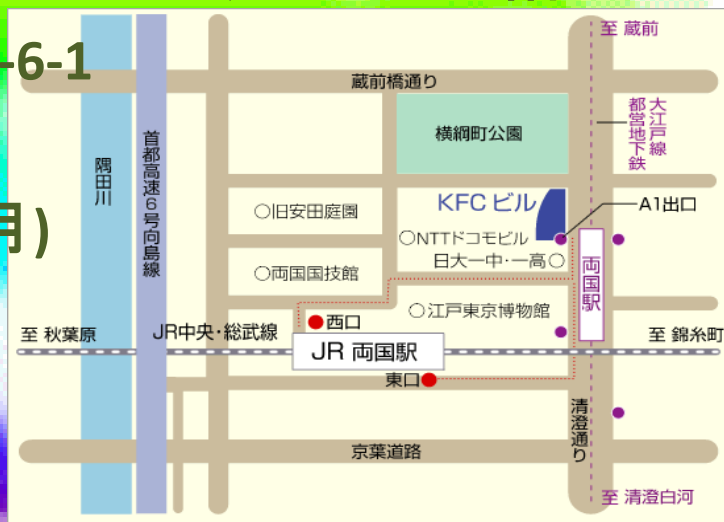 至 蔵前
-6-1
蔵前橋通り
大江戸線
都営地下鉄
横綱町公園
隅田川
首都高速6号向島線
KFC ビル
A1出口
○旧安田庭園
月)
○NTTドコモビル
日大一中・一高○
○両国国技館
両国駅
○江戸東京博物館
西口
至 秋葉原
JR中央・総武線
至 錦糸町
JR 両国駅
東口
清澄通り
京葉道路
至 清澄白河